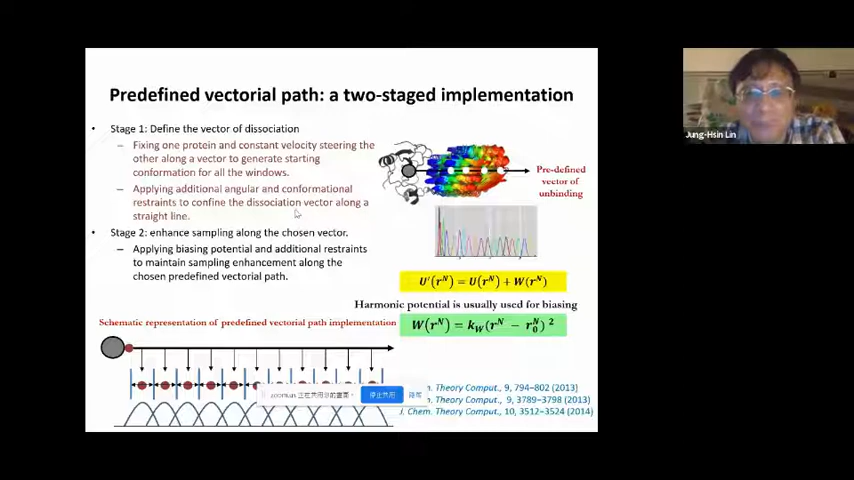 Predefined vectorial path: a two-staged implementation
• Stage 1: Define the vector of dissociation
– Fixing one protein and constant velocity steering the
other along a vector to generate starting
conformation for all the windows.
– Applying additional angular and conformational
restraints to confine the dissociation vector along a
straight line.
• Stage 2: enhance sampling along the chosen vector.
– Applying biasing potential and additional restraints
to maintain sampling enhancement along the
chosen predefined vectorial path.
Pre-defined
vector of
unbinding
U'(r^N) = U(r^N) + W(r^N)
Harmonic potential is usually used for biasing
W(r^N) = k_W(r^N − r_0^N)^2
Schematic representation of predefined vectorial path implementation
m. Theory Comput., 9, 794–802 (2013)
m. Theory Comput., 9, 3789–3798 (2013)
J. Chem. Theory Comput., 10, 3512–3524 (2014)
停止共用
Jung-Hsin Lin